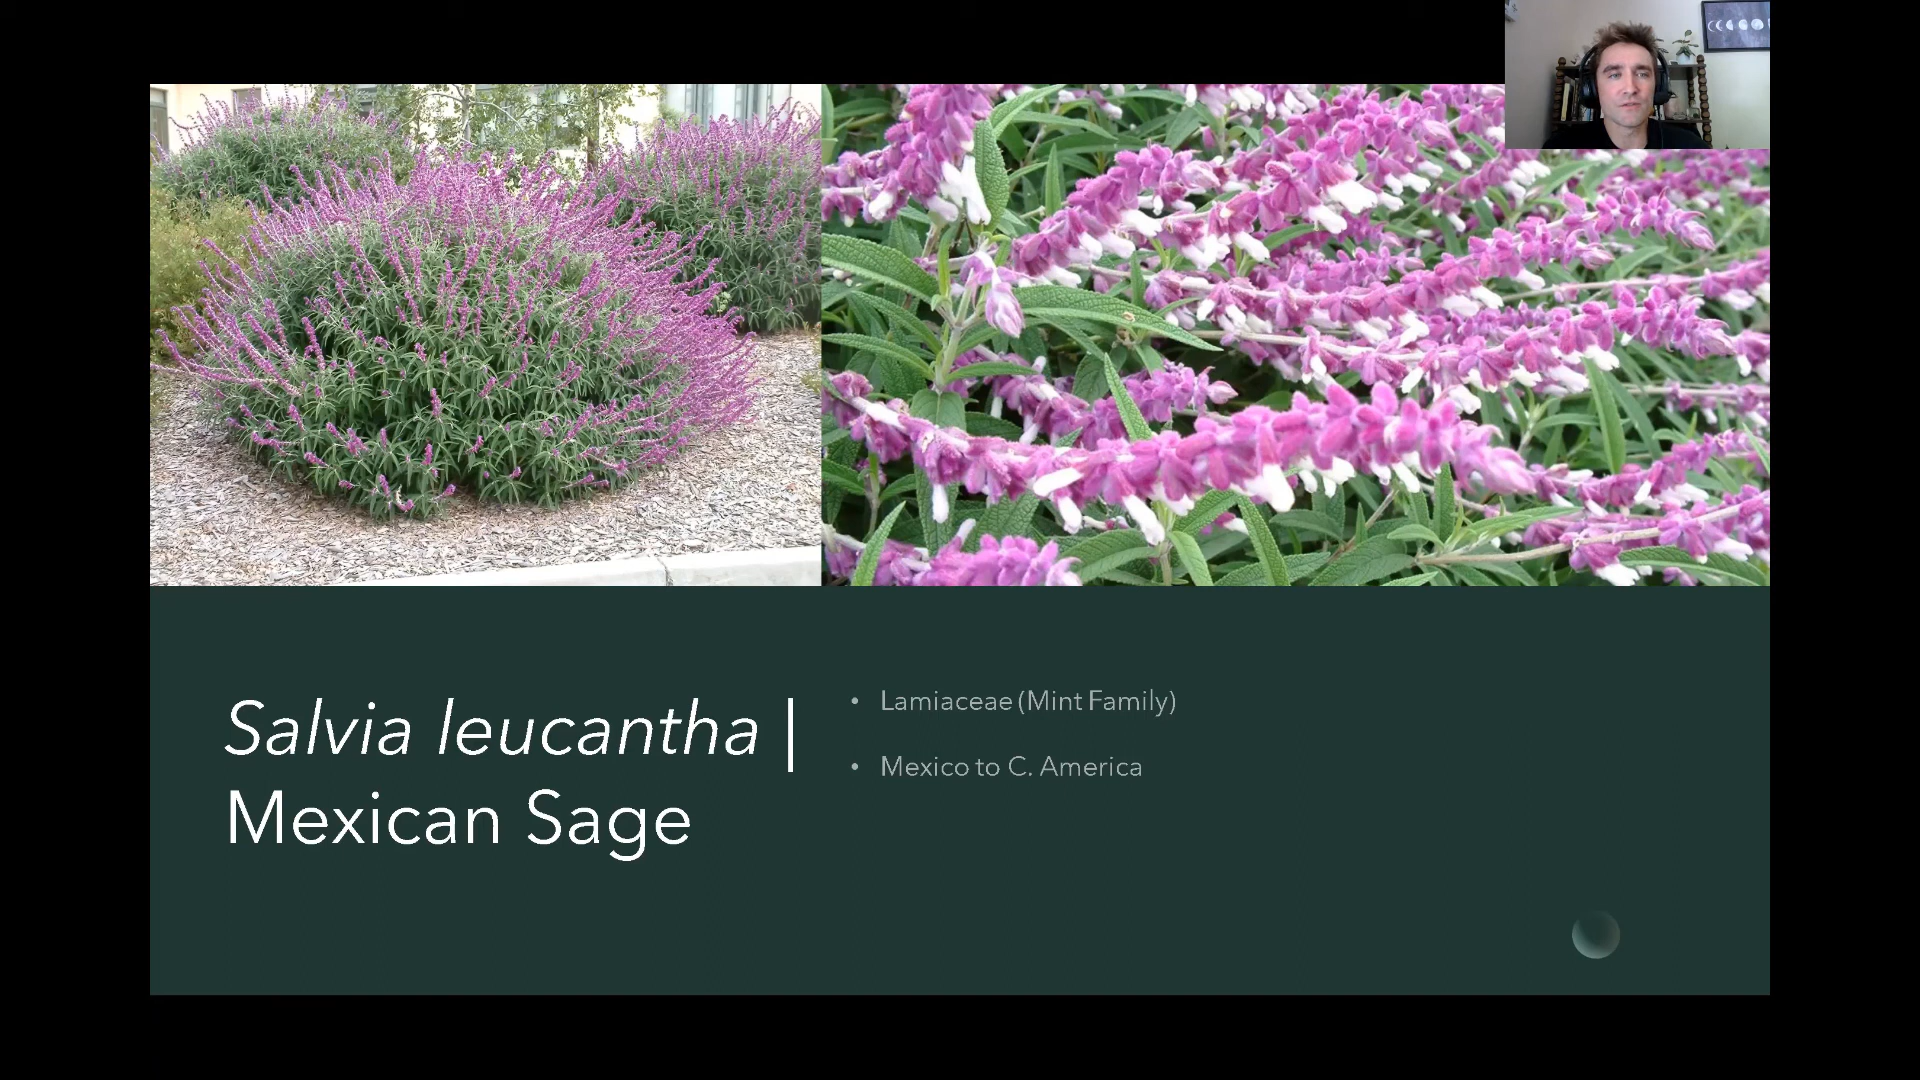 Salvia leucantha |
Mexican Sage
• Lamiaceae (Mint Family)
• Mexico to C. America